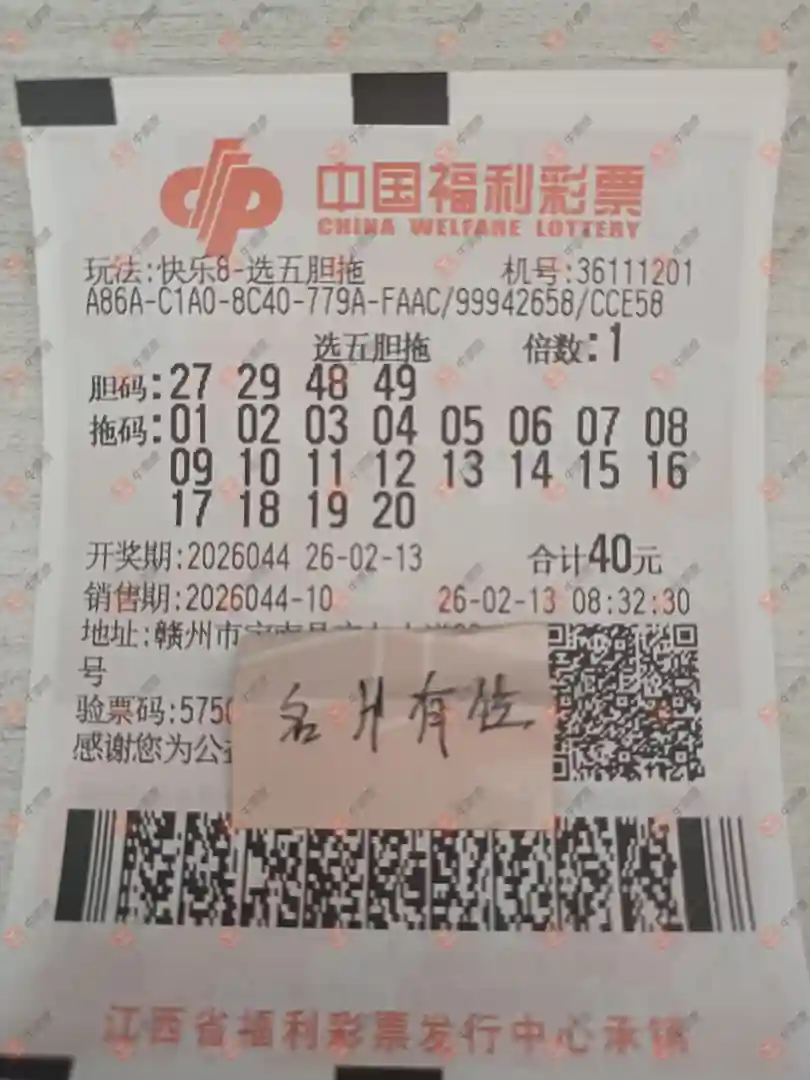 中国福利彩票
CHINA WELFARE LOTTERY
玩法:快乐8-选五胆拖 机号:36111201
A86A-C1A0-8C40-779A-FAAC/99942658/CCE58
选五胆拖 倍数:1
胆码:27 29 48 49
拖码:01 02 03 04 05 06 07 08
09 10 11 12 13 14 15 16
17 18 19 20
开奖期:2026044 26-02-13 合计40元
销售期:2026044-10 26-02-13 08:32:30
地址:赣州市
号
验票码:575
感谢您为公益
名片有位
江西省福利彩票发行中心承销